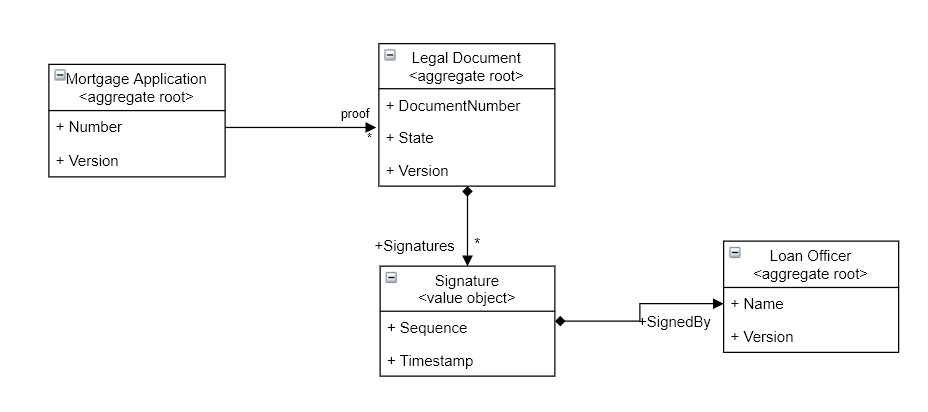 Mortgage Application
<aggregate root>
+ Number
+ Version
proof
*
Legal Document
<aggregate root>
+ DocumentNumber
+ State
+ Version
+Signatures
*
Signature
<value object>
+ Sequence
+ Timestamp
+SignedBy
Loan Officer
<aggregate root>
+ Name
+ Version